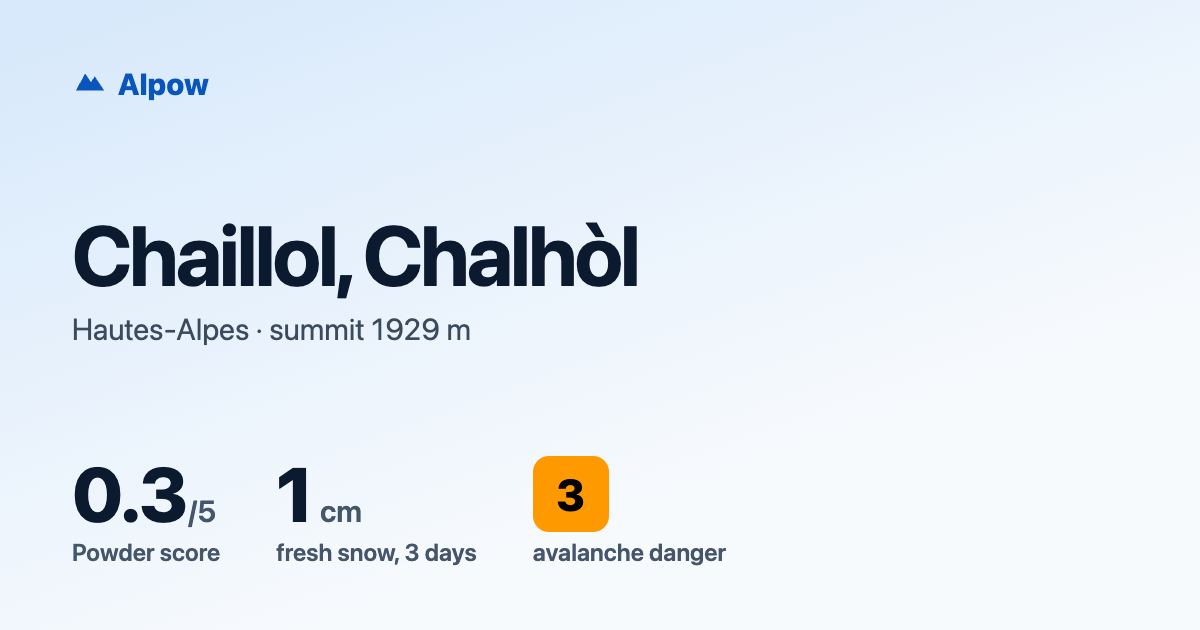 Alpow
Chaillol, Chalhòl
Hautes-Alpes · summit 1929 m
0.3/5
Powder score
1 cm
fresh snow, 3 days
3
avalanche danger